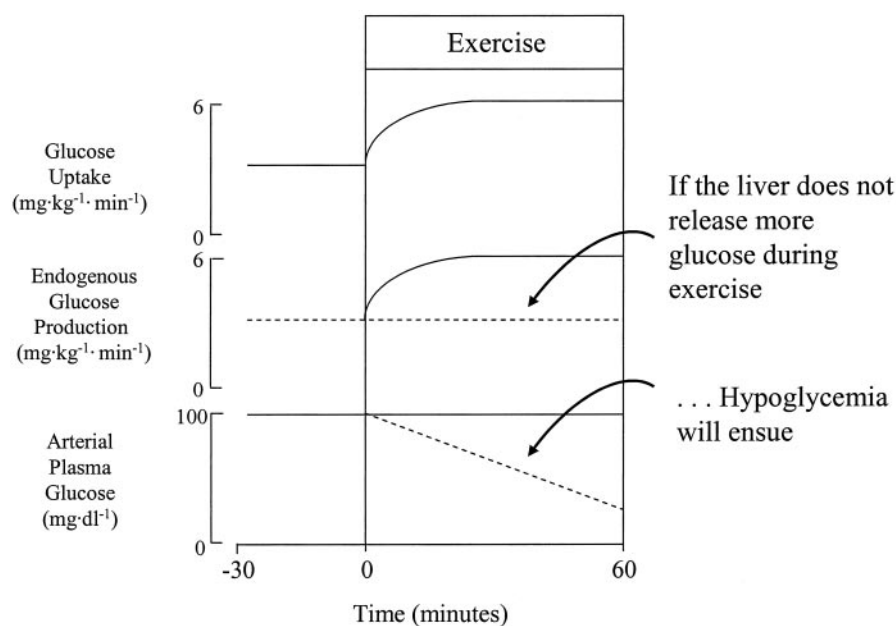 Exercise
6
Glucose
Uptake
(mg·kg⁻¹· min⁻¹)
0
If the liver does not
release more
glucose during
exercise
6
Endogenous
Glucose
Production
(mg·kg⁻¹· min⁻¹)
0
. . . Hypoglycemia
will ensue
100
Arterial
Plasma
Glucose
(mg·dl⁻¹)
0
-30 0 60
Time (minutes)